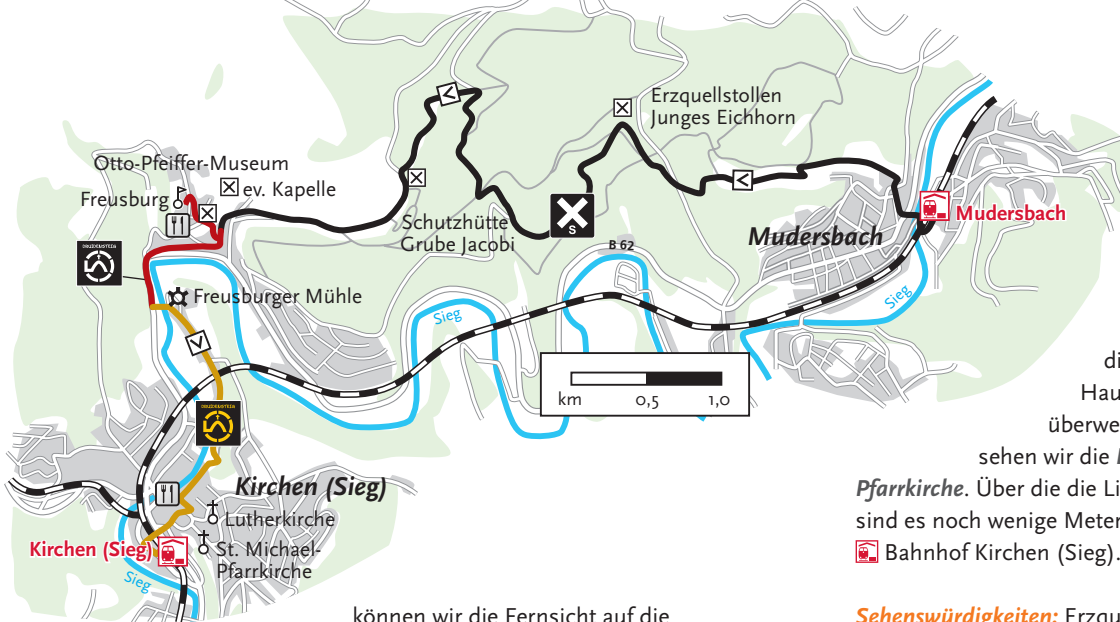 Erzquellstollen
Junges Eichhorn
Otto-Pfeiffer-Museum
Freusburg
ev. Kapelle
Schutzhütte
Grube Jacobi
S
Mudersbach
Mudersbach
B 62
DRUIDENSTEIG
Freusburger Mühle
Sieg
Sieg
km 0,5 1,0
DRUIDENSTEIG
Kirchen (Sieg)
Lutherkirche
St. Michael-
Pfarrkirche
Kirchen (Sieg)
Sieg
di
Hau
überwe
sehen wir die
Pfarrkirche. Über die die Li
sind es noch wenige Meter
Bahnhof Kirchen (Sieg).
können wir die Fernsicht auf die
Sehenswürdigkeiten: Erzqu